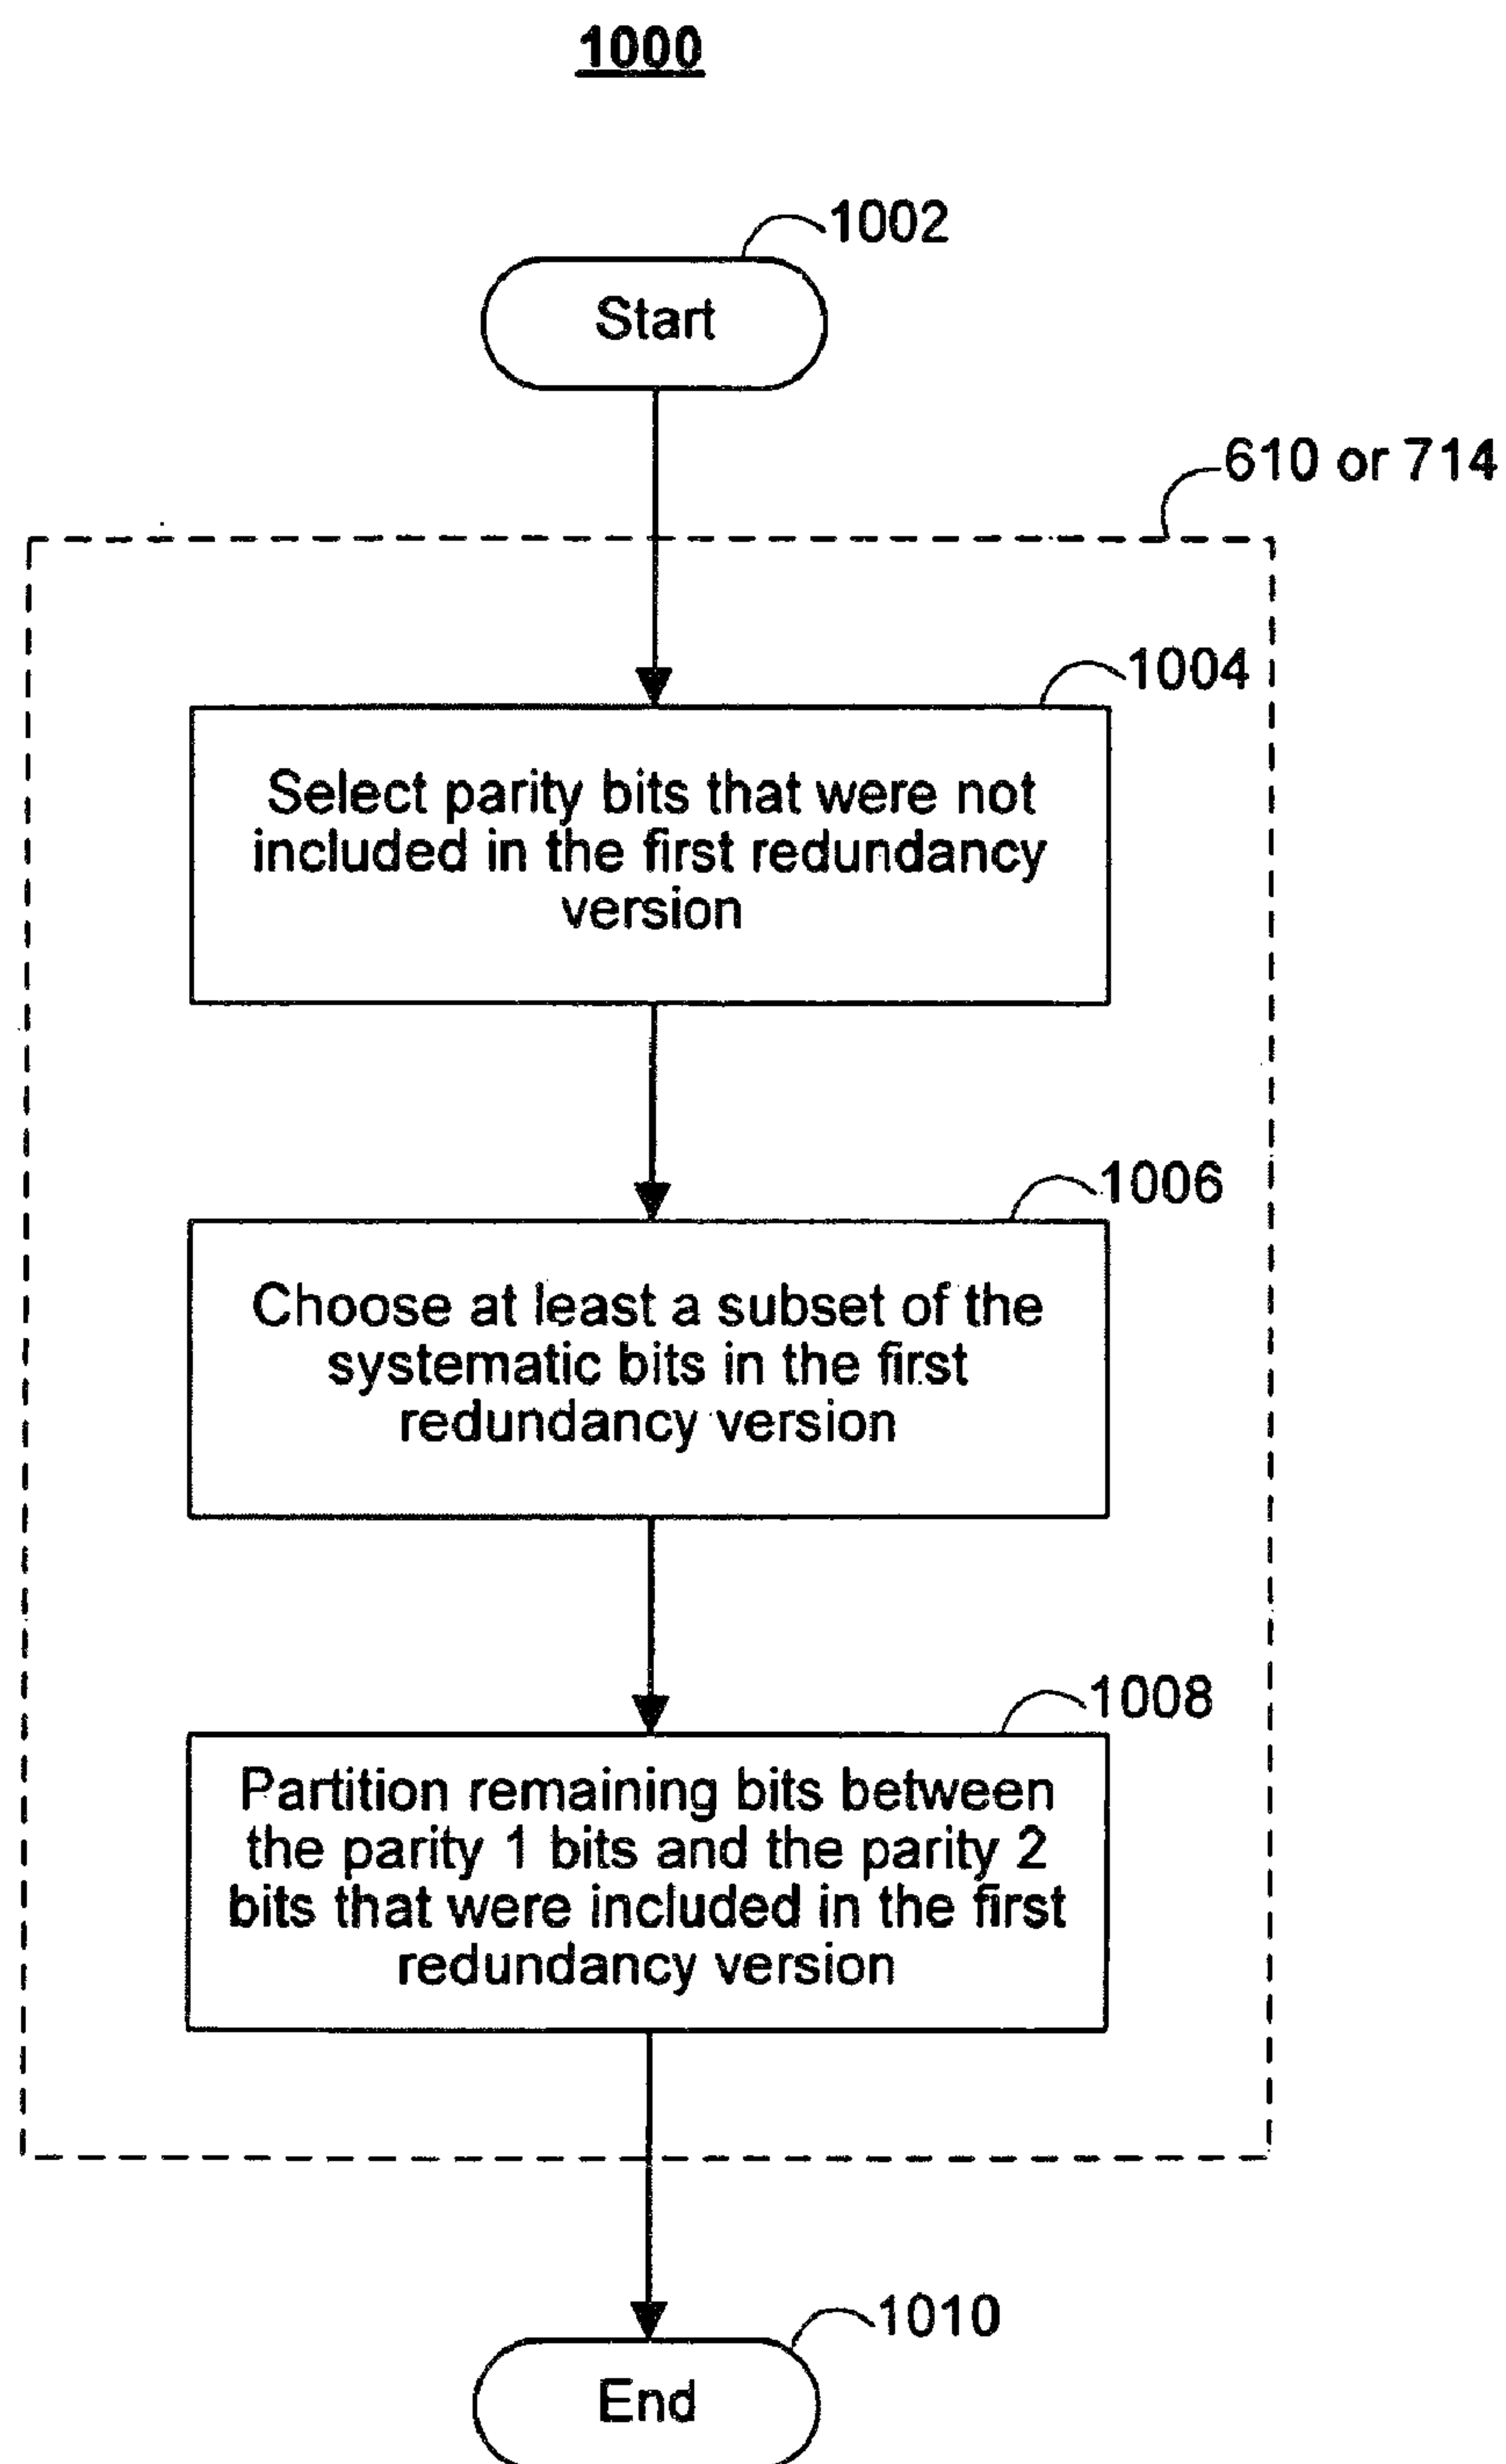 1000
1002
Start
610 or 714
1004
Select parity bits that were not
included in the first redundancy
version
1006
Choose at least a subset of the
systematic bits in the first
redundancy version
1008
Partition remaining bits between
the parity 1 bits and the parity 2
bits that were included in the first
redundancy version
1010
End